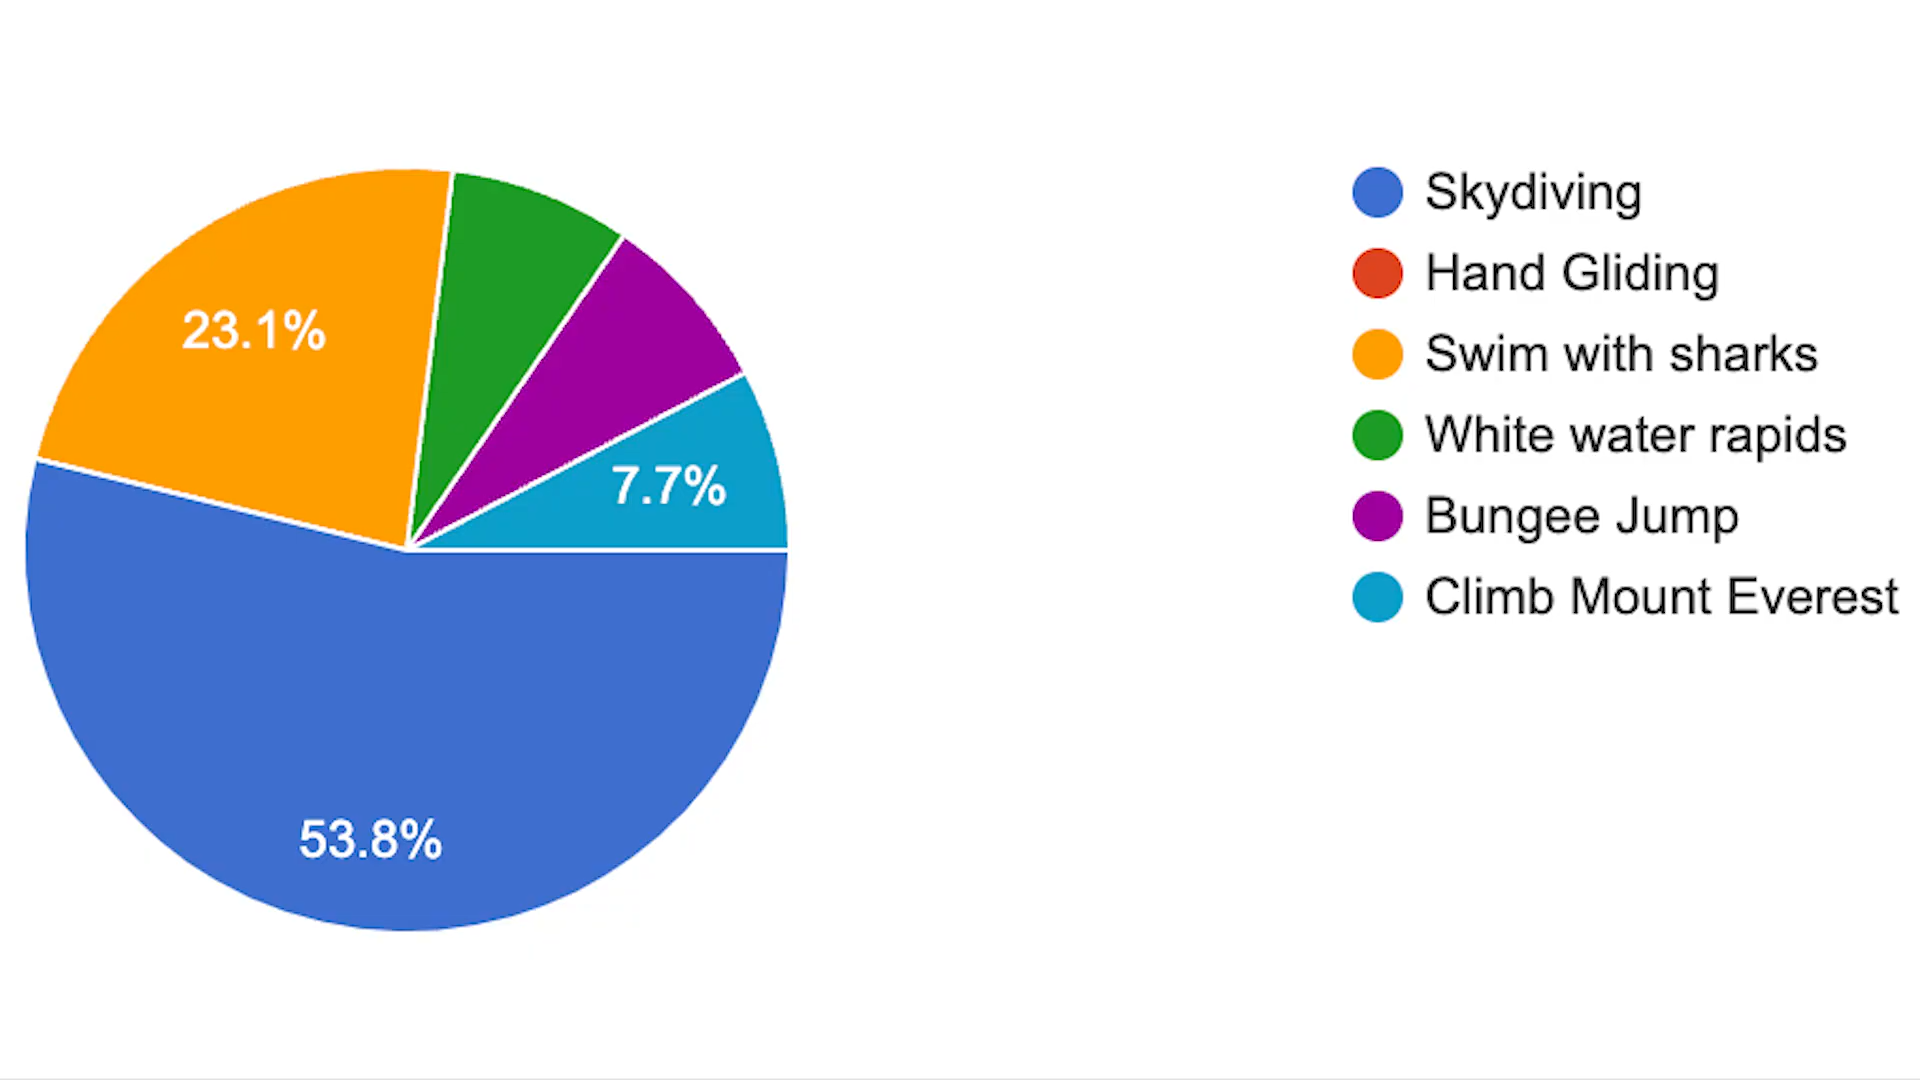 23.1%
7.7%
53.8%
Skydiving
Hand Gliding
Swim with sharks
White water rapids
Bungee Jump
Climb Mount Everest